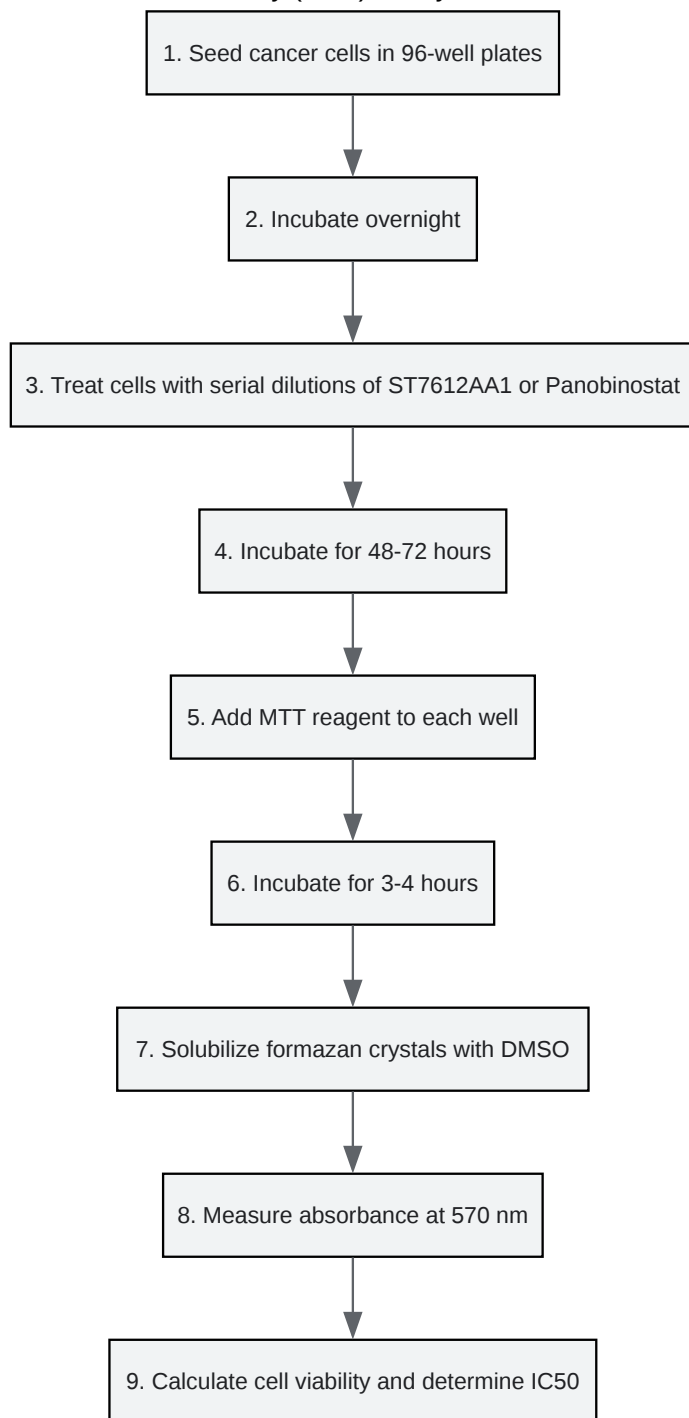 1. Seed cancer cells in 96-well plates
2. Incubate overnight
3. Treat cells with serial dilutions of ST7612AA1 or Panobinostat
4. Incubate for 48-72 hours
5. Add MTT reagent to each well
6. Incubate for 3-4 hours
7. Solubilize formazan crystals with DMSO
8. Measure absorbance at 570 nm
9. Calculate cell viability and determine IC50